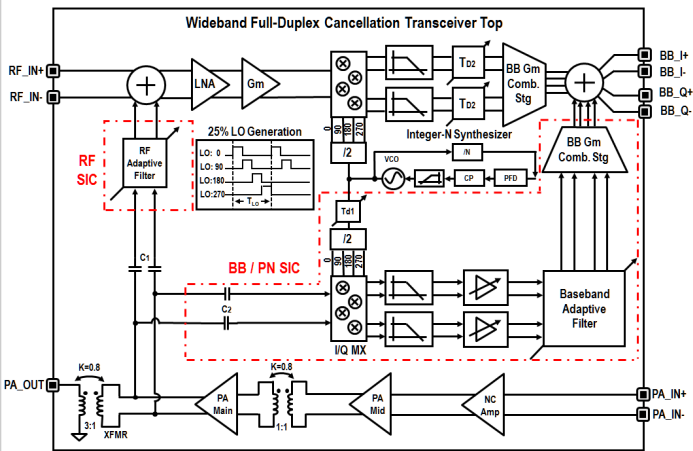 Wideband Full-Duplex Cancellation Transceiver Top
RF_IN+
RF_IN-
LNA
Gm
TD2
TD2
BB Gm
Comb.
Stg
BB_I+
BB_I-
BB_Q+
BB_Q-
RF
SIC
RF
Adaptive
Filter
25% LO Generation
LO: 0
LO: 90
LO:180
LO:270
TLO
0
90
180
270
/2
Integer-N Synthesizer
/N
VCO
CP
PFD
BB Gm
Comb. Stg
Td1
/2
0
90
180
270
C1
BB / PN SIC
C2
I/Q MX
Baseband
Adaptive
Filter
PA_OUT
K=0.8
3:1
XFMR
PA
Main
K=0.8
1:1
PA
Mid
NC
Amp
PA_IN+
PA_IN-